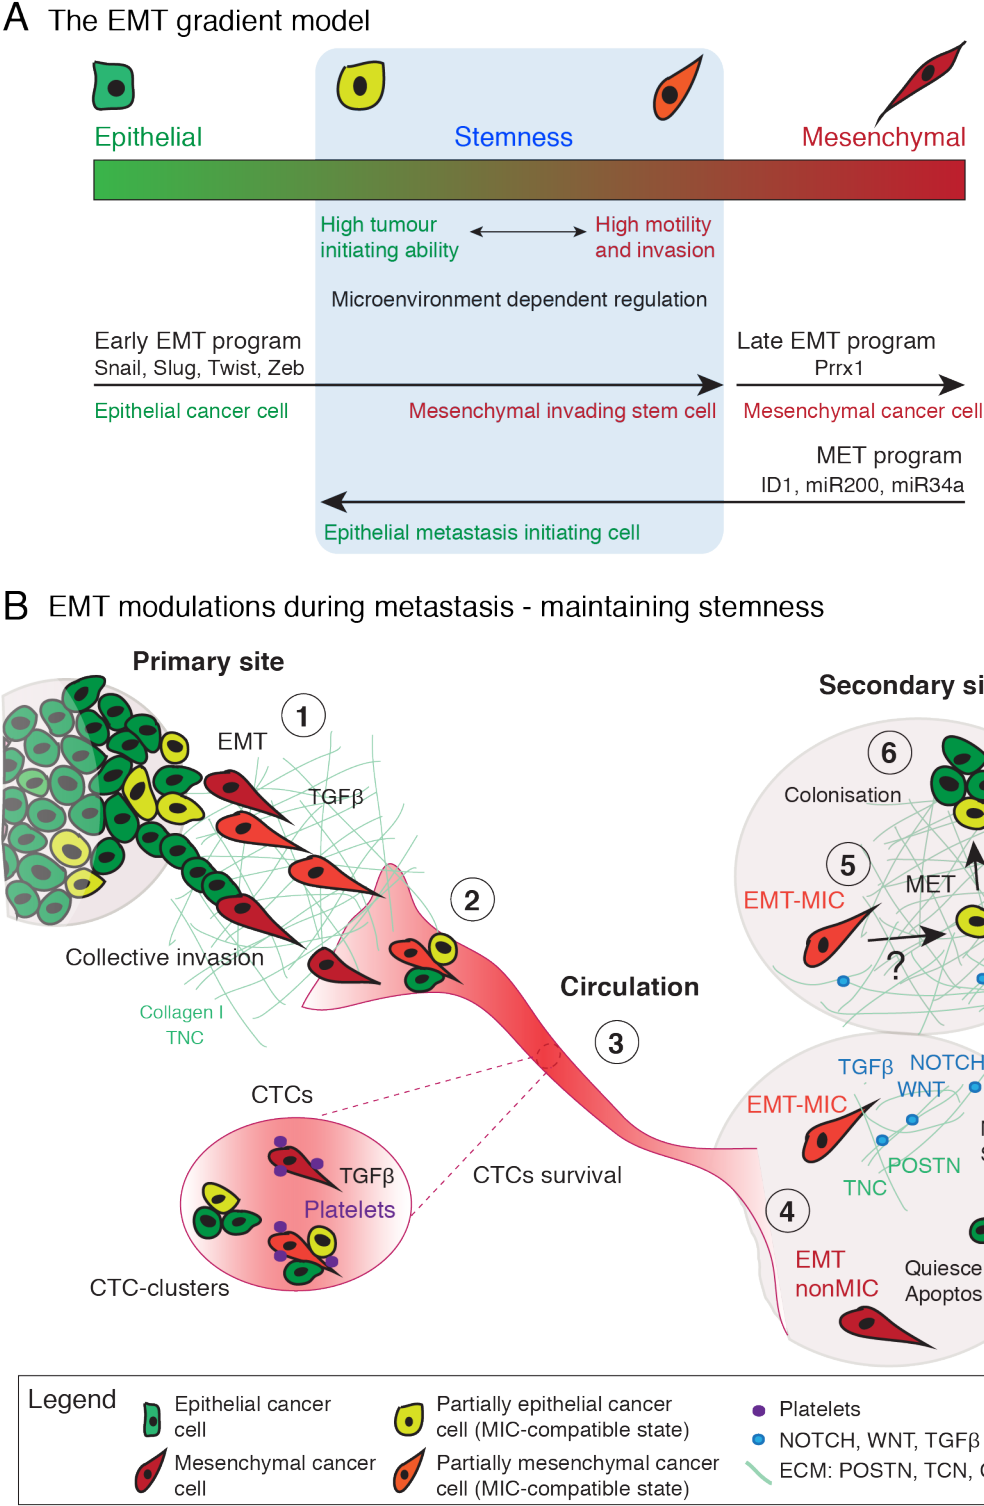 A The EMT gradient model
Epithelial
Stemness
Mesenchymal
High tumour
initiating ability
High motility
and invasion
Microenvironment dependent regulation
Early EMT program
Snail, Slug, Twist, Zeb
Late EMT program
Prrx1
Epithelial cancer cell
Mesenchymal invading stem cell
Mesenchymal cancer cell
MET program
ID1, miR200, miR34a
Epithelial metastasis initiating cell
B EMT modulations during metastasis - maintaining stemness
Primary site
Secondary si
1
EMT
TGFβ
6
Colonisation
5
EMT-MIC
MET
?
2
Collective invasion
Collagen I
TNC
Circulation
3
TGFβ
NOTCH
WNT
EMT-MIC
POSTN
TNC
CTCs
TGFβ
Platelets
CTCs survival
CTC-clusters
4
EMT
nonMIC
Quiesce
Apoptos
Legend
Epithelial cancer
cell
Mesenchymal cancer
cell
Partially epithelial cancer
cell (MIC-compatible state)
Partially mesenchymal cancer
cell (MIC-compatible state)
Platelets
NOTCH, WNT, TGFβ
ECM: POSTN, TCN,